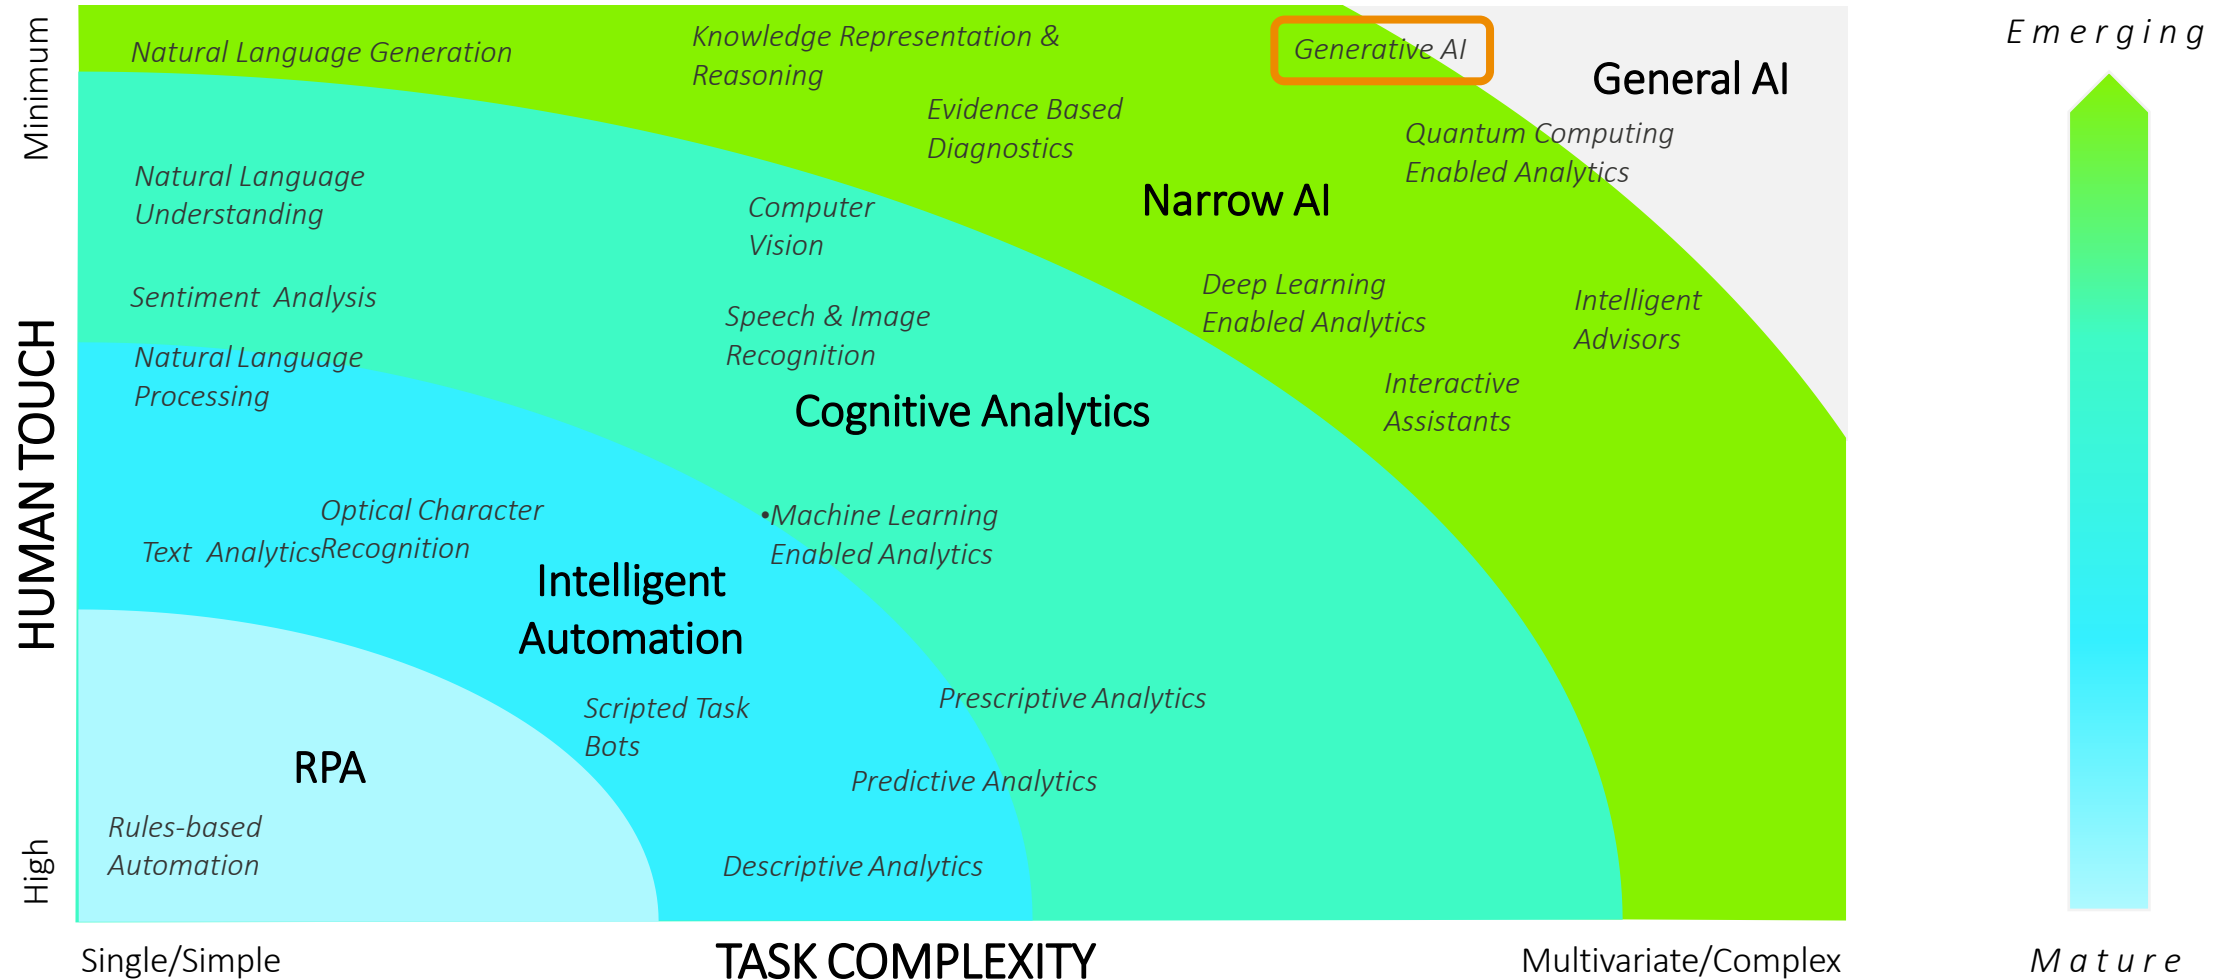 Minimum
HUMAN TOUCH
High
Natural Language Generation
Knowledge Representation &
Reasoning
Generative AI
General AI
Evidence Based
Diagnostics
Quantum Computing
Enabled Analytics
Narrow AI
Natural Language
Understanding
Computer
Vision
Deep Learning
Enabled Analytics
Intelligent
Advisors
Sentiment Analysis
Speech & Image
Recognition
Natural Language
Processing
Interactive
Assistants
Cognitive Analytics
Optical Character
Recognition
Text Analytics
•Machine Learning
Enabled Analytics
Intelligent
Automation
Scripted Task
Bots
Prescriptive Analytics
RPA
Predictive Analytics
Rules-based
Automation
Descriptive Analytics
Single/Simple
TASK COMPLEXITY
Multivariate/Complex
Emerging
Mature